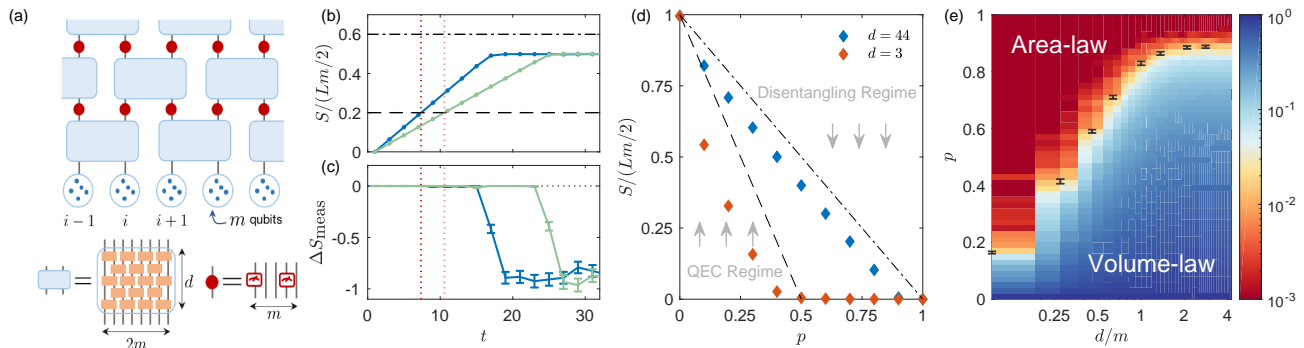 (a)
i − 1
i
i + 1
m qubits
=
d
2m
=
m
(b)
S/(Lm/2)
0.6
0.4
0.2
0
(c)
ΔS_meas
0
-0.5
-1
0
10
20
30
t
(d)
S/(Lm/2)
1
0.75
0.5
0.25
0
d = 44
d = 3
Disentangling Regime
QEC Regime
0
0.25
0.5
0.75
1
p
(e)
p
1
0.8
0.6
0.4
0.2
0
Area-law
Volume-law
0.25
0.5
1
2
4
d/m
10^0
10^-1
10^-2
10^-3